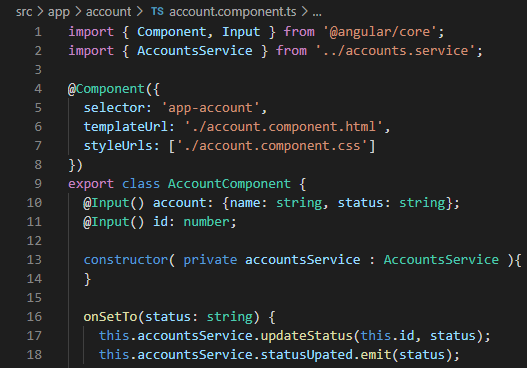 src > app > account > TS account.component.ts > ...
1 import { Component, Input } from '@angular/core';
2 import { AccountsService } from '../accounts.service';
3
4 @Component({
5 selector: 'app-account',
6 templateUrl: './account.component.html',
7 styleUrls: ['./account.component.css']
8 })
9 export class AccountComponent {
10 @Input() account: {name: string, status: string};
11 @Input() id: number;
12
13 constructor( private accountsService : AccountsService ){
14 }
15
16 onSetTo(status: string) {
17 this.accountsService.updateStatus(this.id, status);
18 this.accountsService.statusUpated.emit(status);